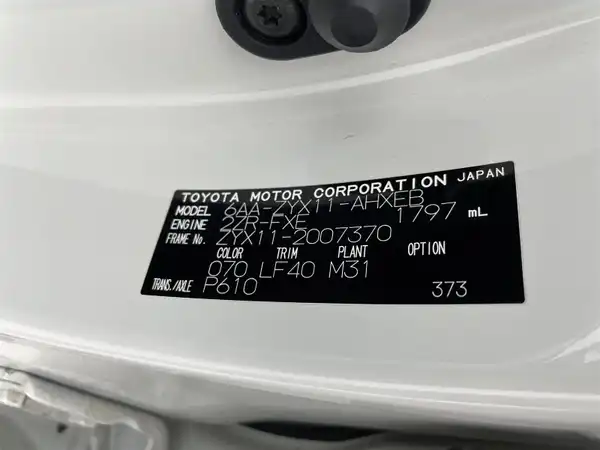 TOYOTA MOTOR CORPORATION JAPAN
MODEL 6AA-ZYX11-AHXEB
ENGINE 2ZR-FXE 1797 mL
FRAME No. ZYX11-2007370
COLOR TRIM PLANT OPTION
070 LF40 M31
TRANS./AXLE P610 373